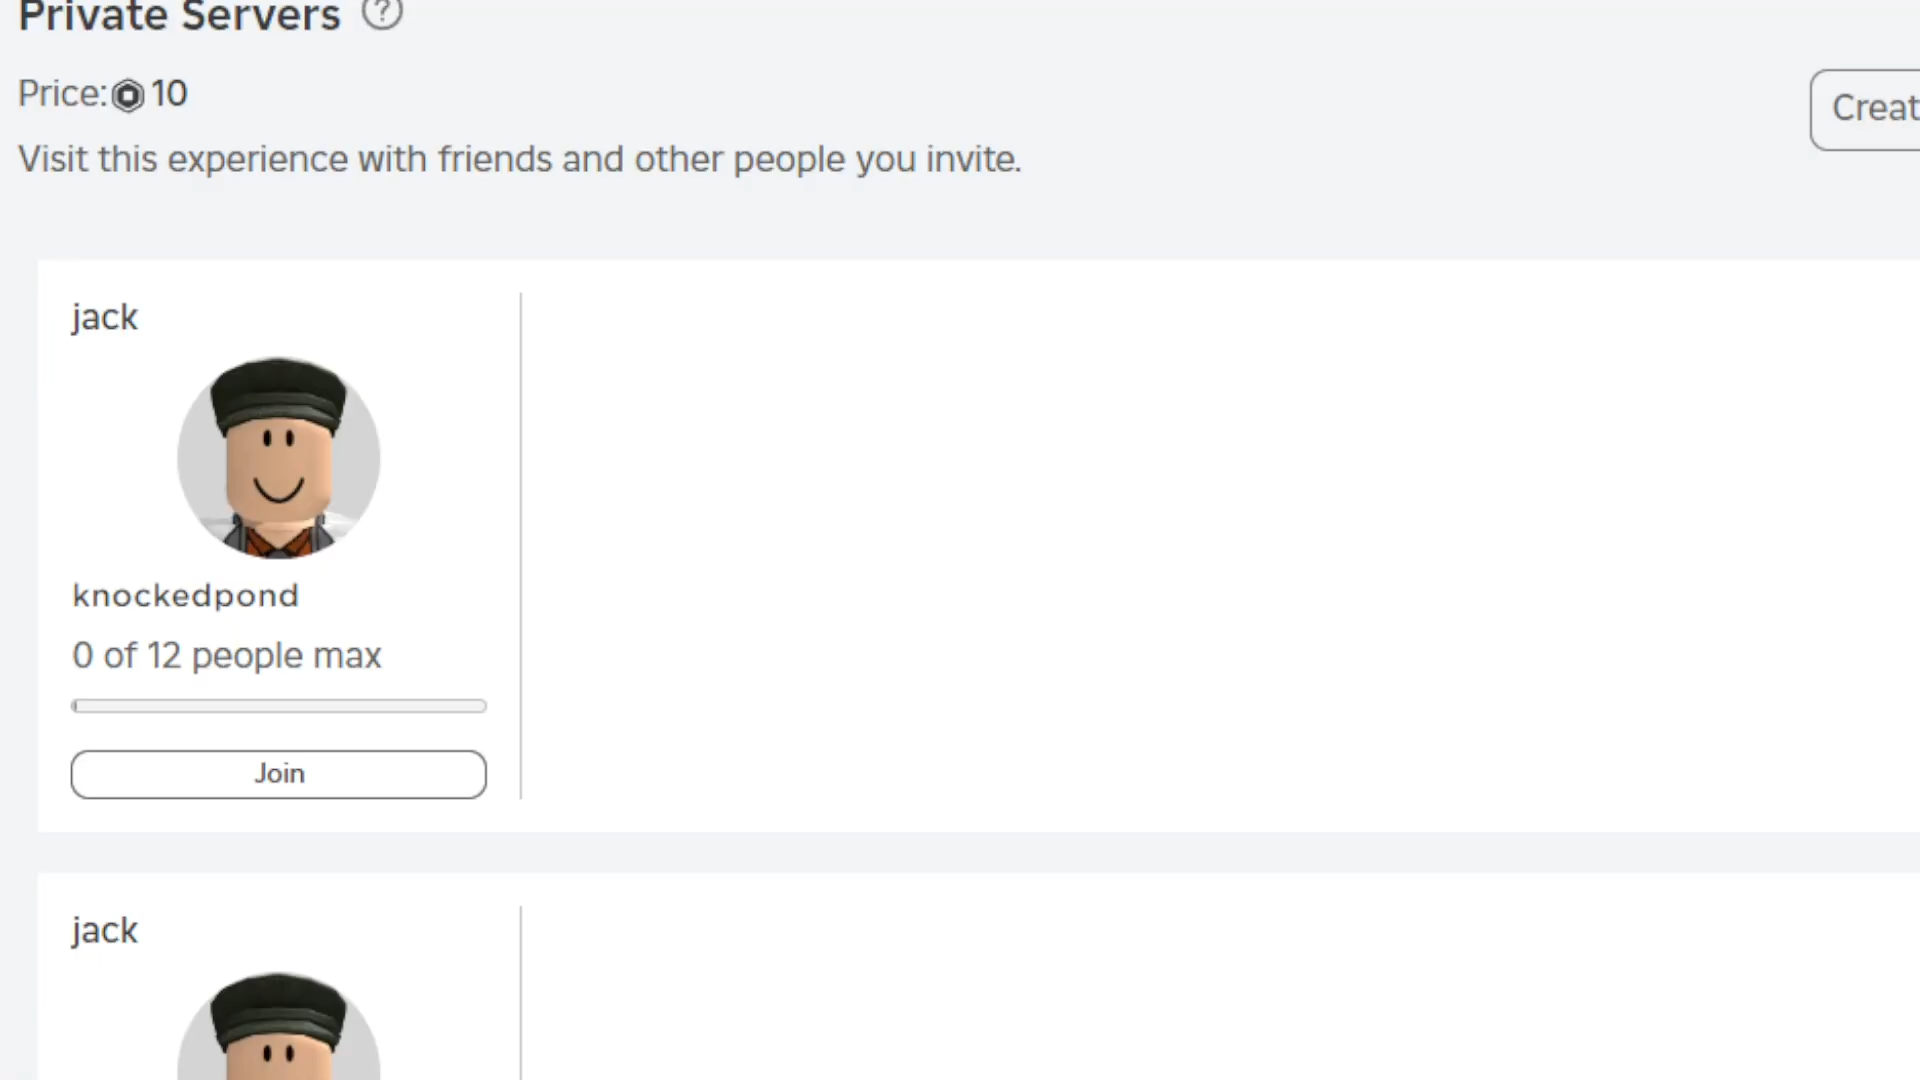 Private Servers
Price: 10
Creat
Visit this experience with friends and other people you invite.
jack
knockedpond
0 of 12 people max
Join
jack